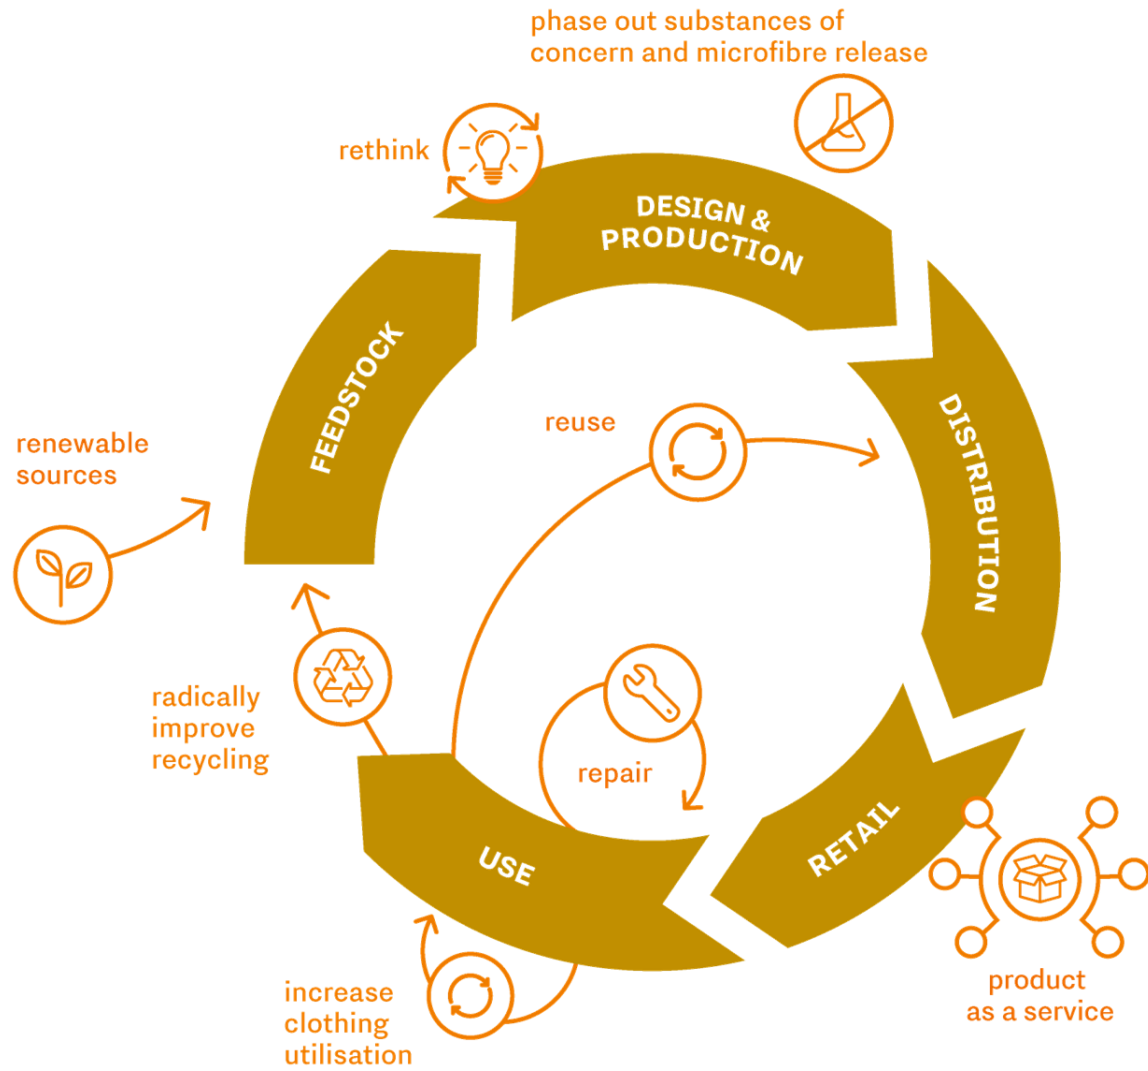 phase out substances of
concern and microfibre release
rethink
DESIGN &
PRODUCTION
FEEDSTOCK
DISTRIBUTION
reuse
renewable
sources
radically
improve
recycling
repair
RETAIL
USE
increase
clothing
utilisation
product
as a service